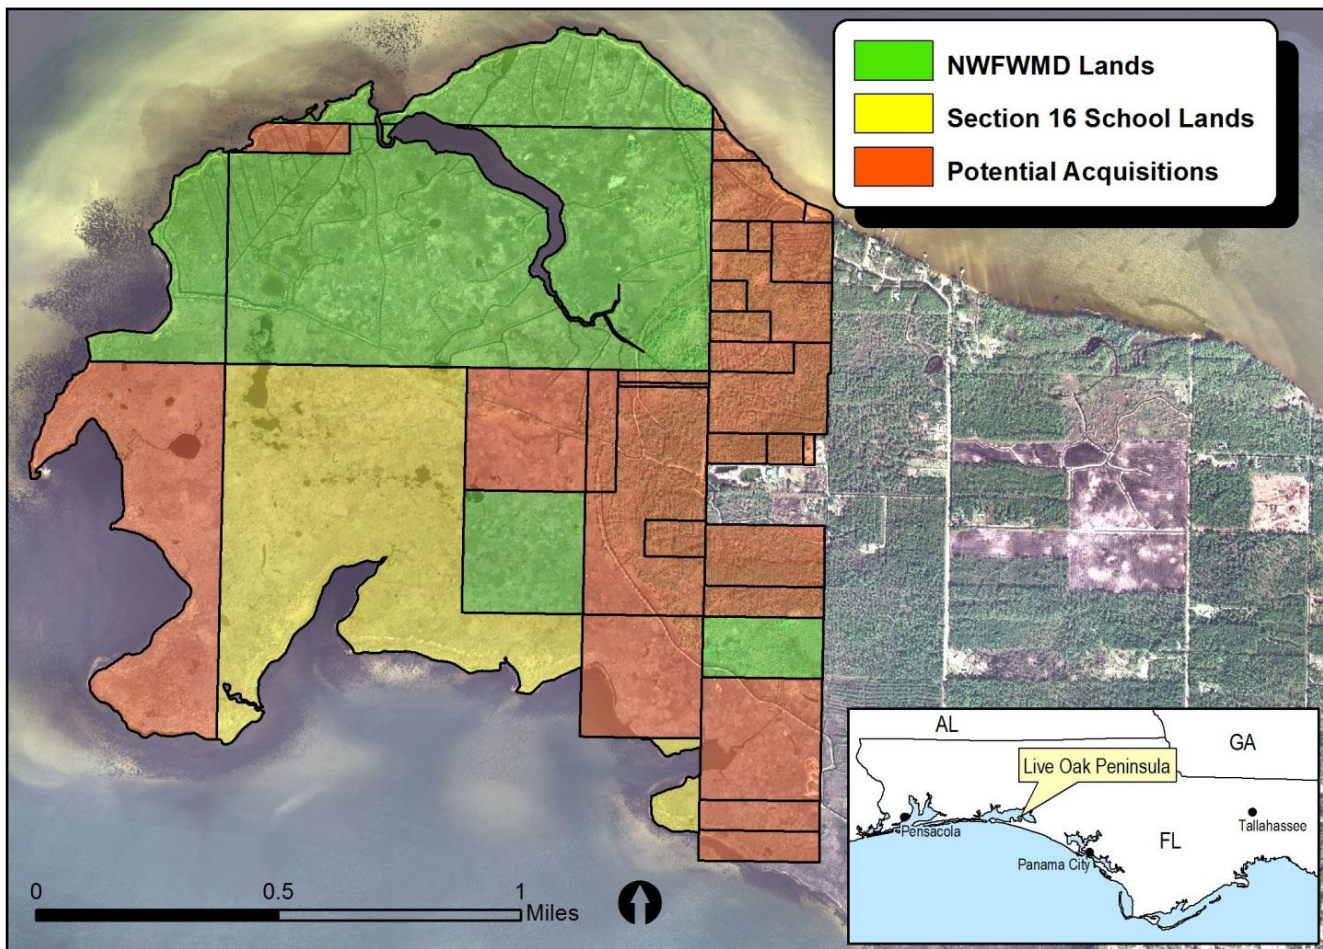 NWFWMD Lands
Section 16 School Lands
Potential Acquisitions
AL
GA
Live Oak Peninsula
Pensacola
Tallahassee
FL
Panama City
0 0.5 1
Miles